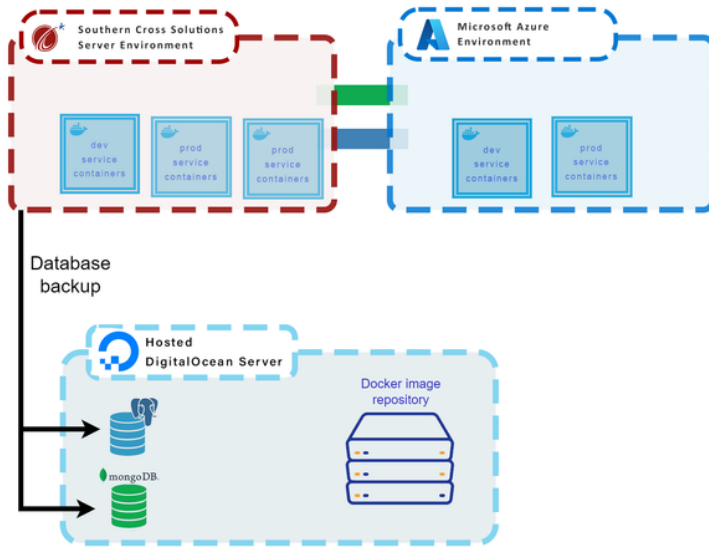 Southern Cross Solutions
Server Environment
Microsoft Azure
Environment
dev
service
containers
prod
service
containers
prod
service
containers
dev
service
containers
prod
service
containers
Database
backup
Hosted
DigitalOcean Server
Docker image
repository
mongoDB.